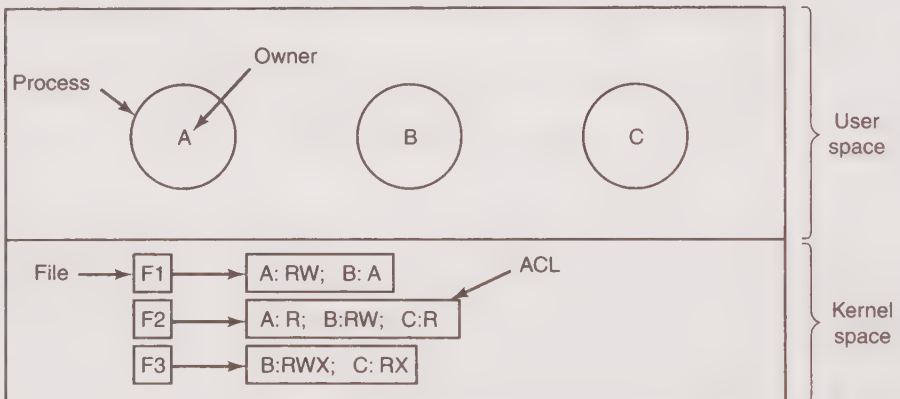 Owner
Process
A
B
C
User
space
File
F1
A: RW; B: A
ACL
F2
A: R; B:RW; C:R
F3
B:RWX; C: RX
Kernel
space